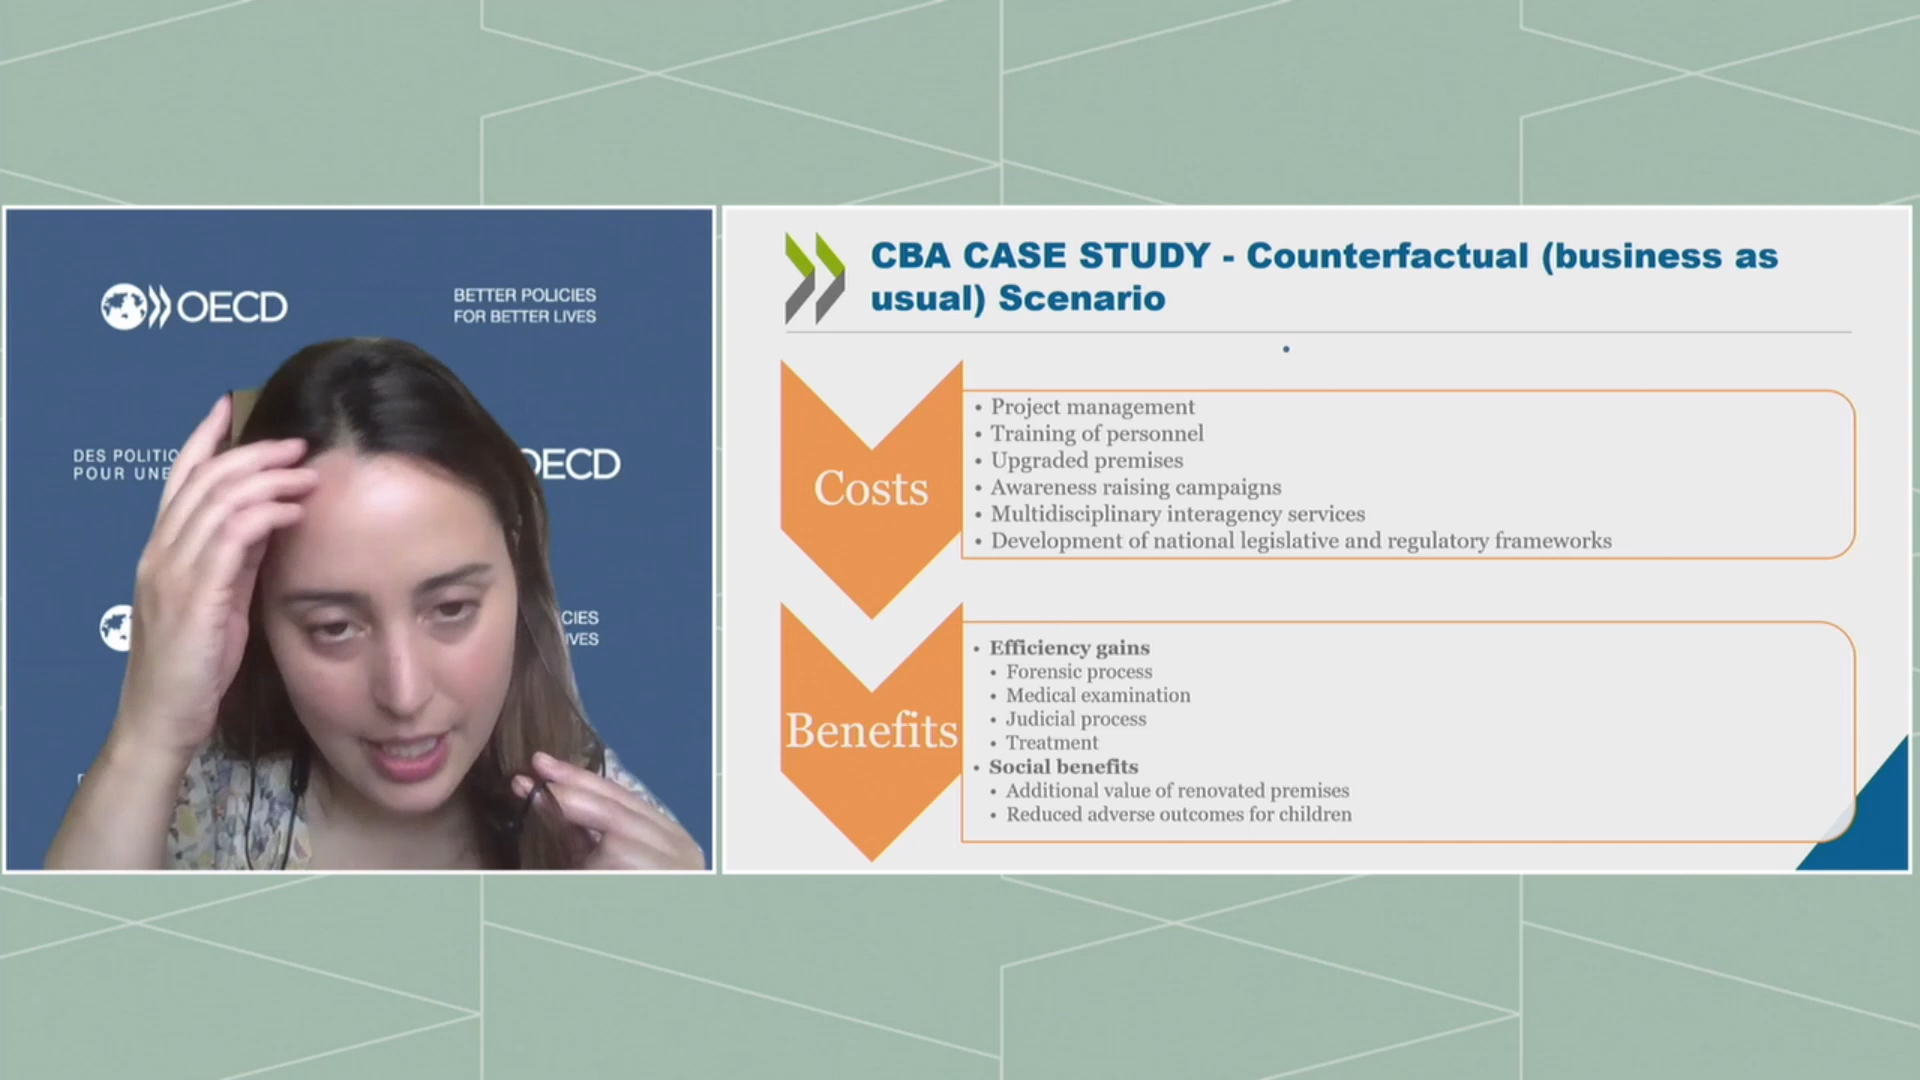 OECD
BETTER POLICIES
FOR BETTER LIVES
DES POLITIQ
POUR UNE
OECD
CIES
IVES
CBA CASE STUDY - Counterfactual (business as
usual) Scenario
Costs
• Project management
• Training of personnel
• Upgraded premises
• Awareness raising campaigns
• Multidisciplinary interagency services
• Development of national legislative and regulatory frameworks
Benefits
• Efficiency gains
• Forensic process
• Medical examination
• Judicial process
• Treatment
• Social benefits
• Additional value of renovated premises
• Reduced adverse outcomes for children